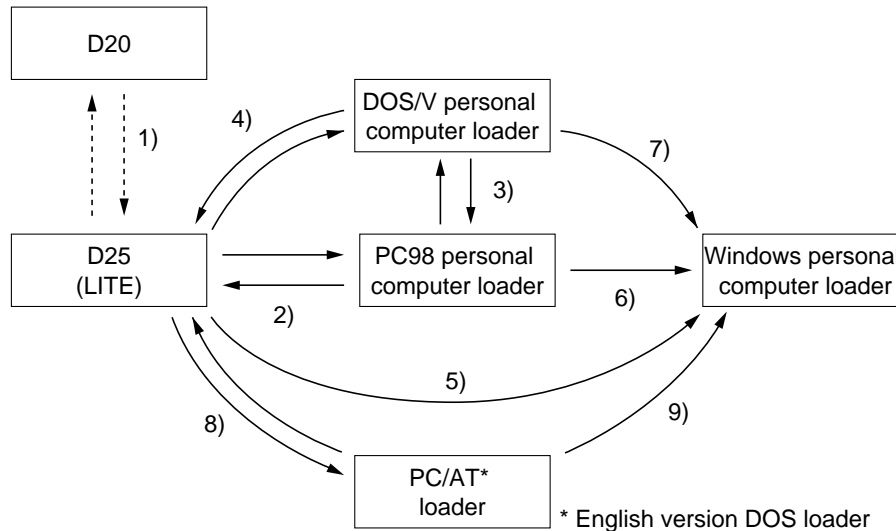 D20
1)
4)
DOS/V personal
computer loader
7)
3)
D25
(LITE)
PC98 personal
computer loader
Windows persona
computer loader
2)
6)
5)
8)
9)
PC/AT*
loader
* English version DOS loader